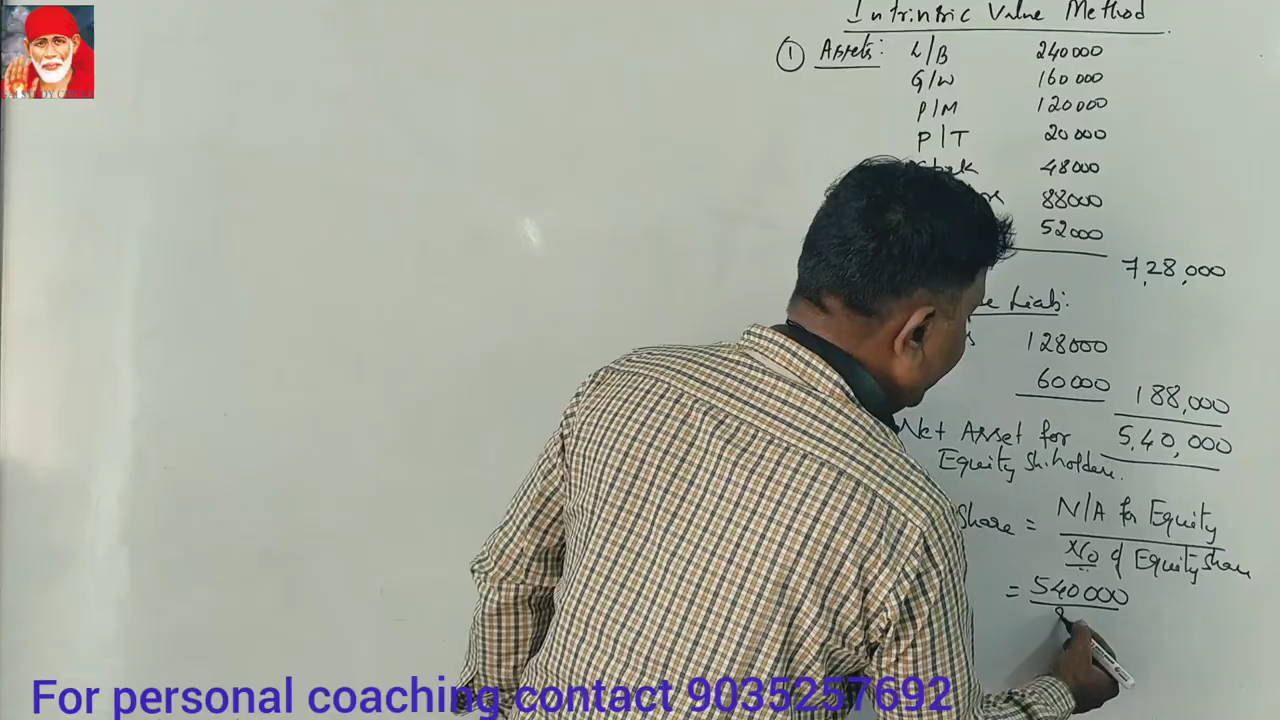 Intrinsic Value Method
① Assets: L/B 240000
G/W 160000
P/M 120000
P/T 20000
48000
88000
52000
7,28,000
Liab:
128000
60000 188,000
Net Asset for 5,40,000
Equity Sh:holders.
Share = N/A for Equity
No of Equity Share
= 540000
For personal coaching contact 9035257692